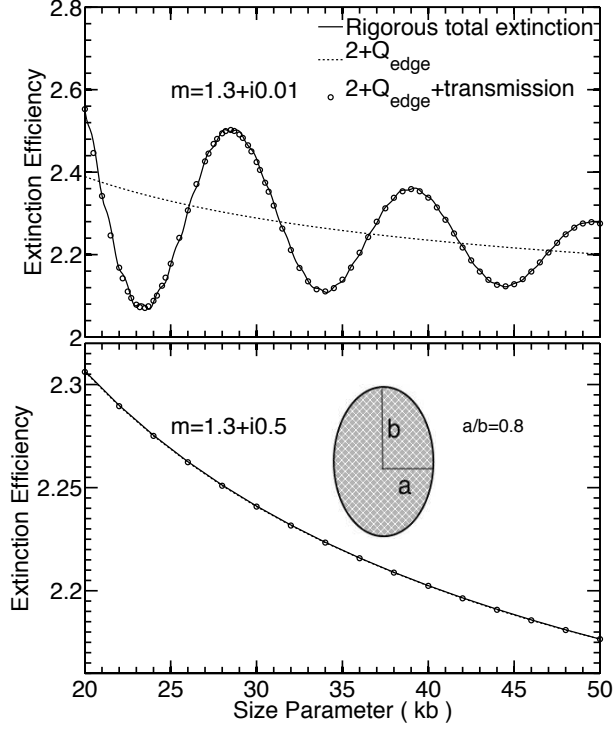 2.8
Rigorous total extinction
2+Q_edge
m=1.3+i0.01
2+Q_edge+transmission
2.6
2.4
2.2
2
Extinction Efficiency
2.3
m=1.3+i0.5
a/b=0.8
b
a
2.25
2.2
Extinction Efficiency
20 25 30 35 40 45 50
Size Parameter ( kb )